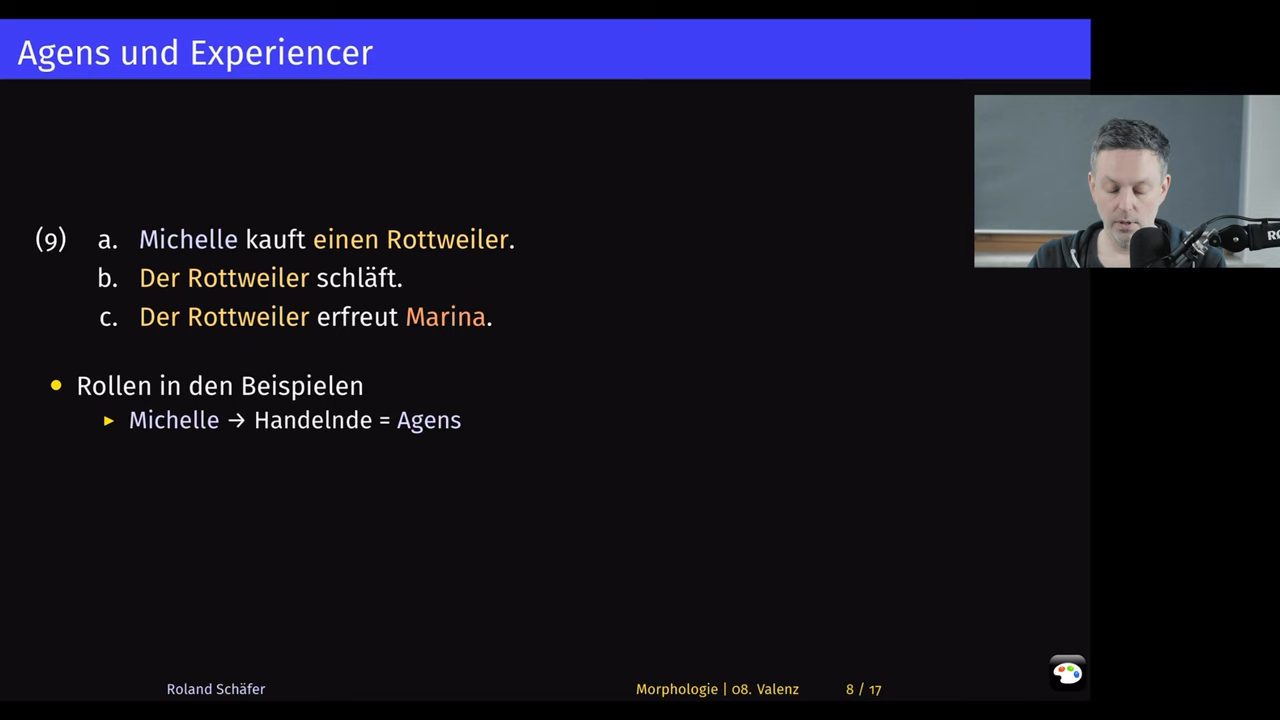 Agens und Experiencer
(9) a. Michelle kauft einen Rottweiler.
b. Der Rottweiler schläft.
c. Der Rottweiler erfreut Marina.
• Rollen in den Beispielen
▸ Michelle → Handelnde = Agens
Roland Schäfer
Morphologie | 08. Valenz
8 / 17